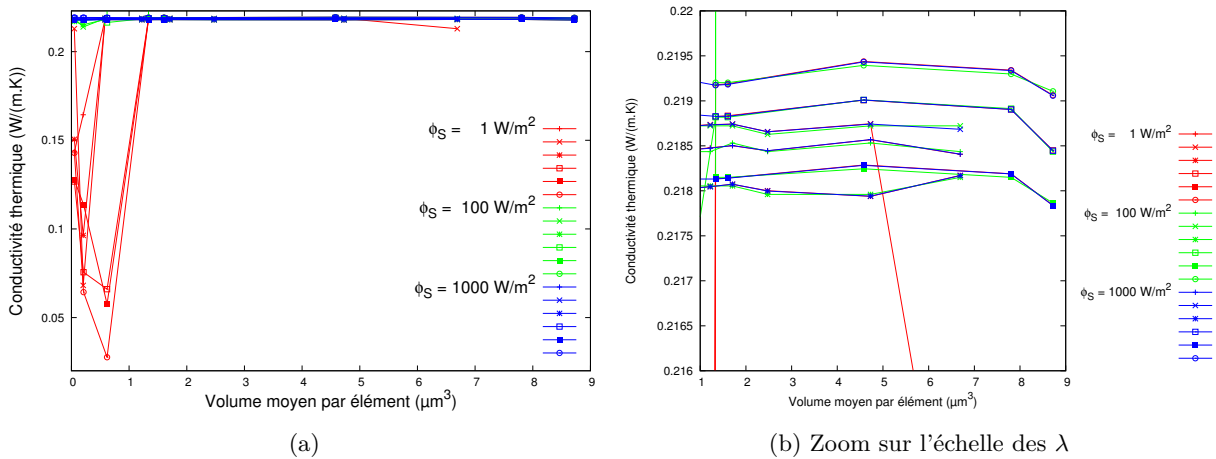 0.2
0.15
0.1
0.05
Conductivité thermique (W/(m.K))
ϕS = 1 W/m²
ϕS = 100 W/m²
ϕS = 1000 W/m²
0 1 2 3 4 5 6 7 8 9
Volume moyen par élément (µm³)
(a)
0.22
0.2195
0.219
0.2185
0.218
0.2175
0.217
0.2165
0.216
Conductivité thermique (W/(m.K))
ϕS = 1 W/m²
ϕS = 100 W/m²
ϕS = 1000 W/m²
1 2 3 4 5 6 7 8 9
Volume moyen par élément (µm³)
(b) Zoom sur l'échelle des λ